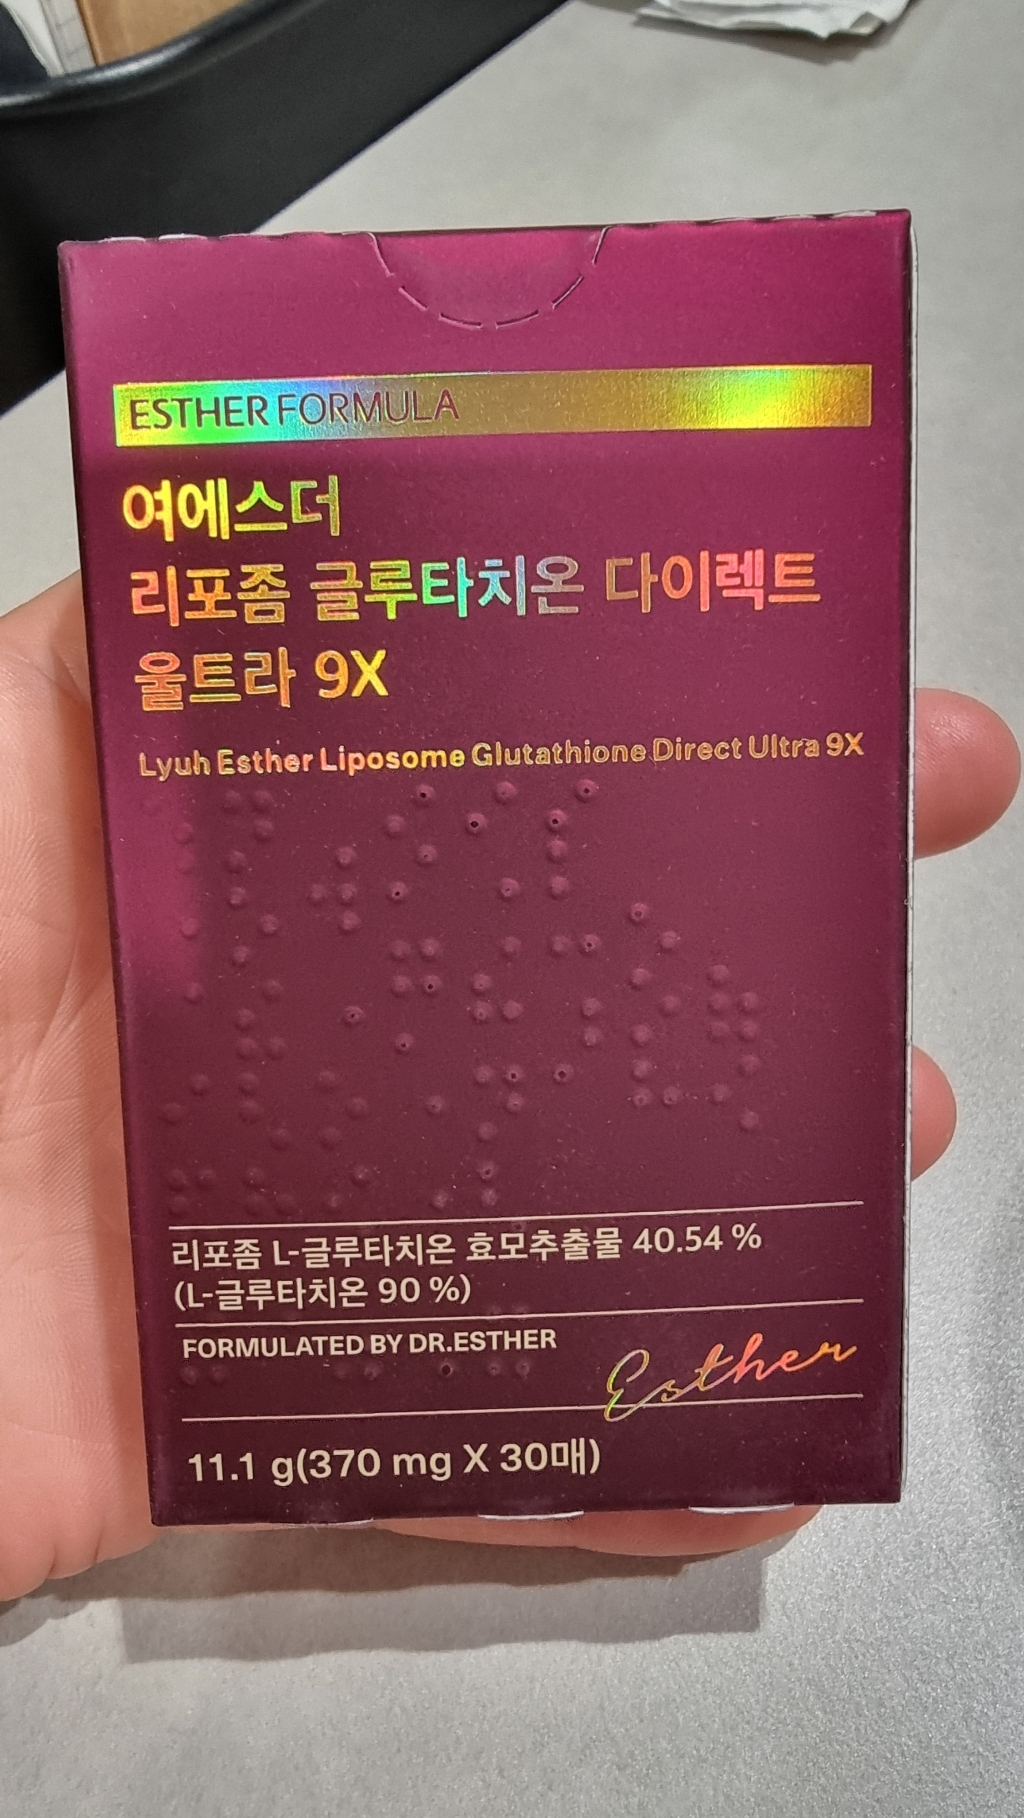 ESTHER FORMULA
여에스더
리포좀 글루타치온 다이렉트
울트라 9X
Lyuh Esther Liposome Glutathione Direct Ultra 9X
리포좀 L-글루타치온 효모추출물 40.54 %
(L-글루타치온 90 %)
FORMULATED BY DR.ESTHER
Esther
11.1 g(370 mg X 30매)